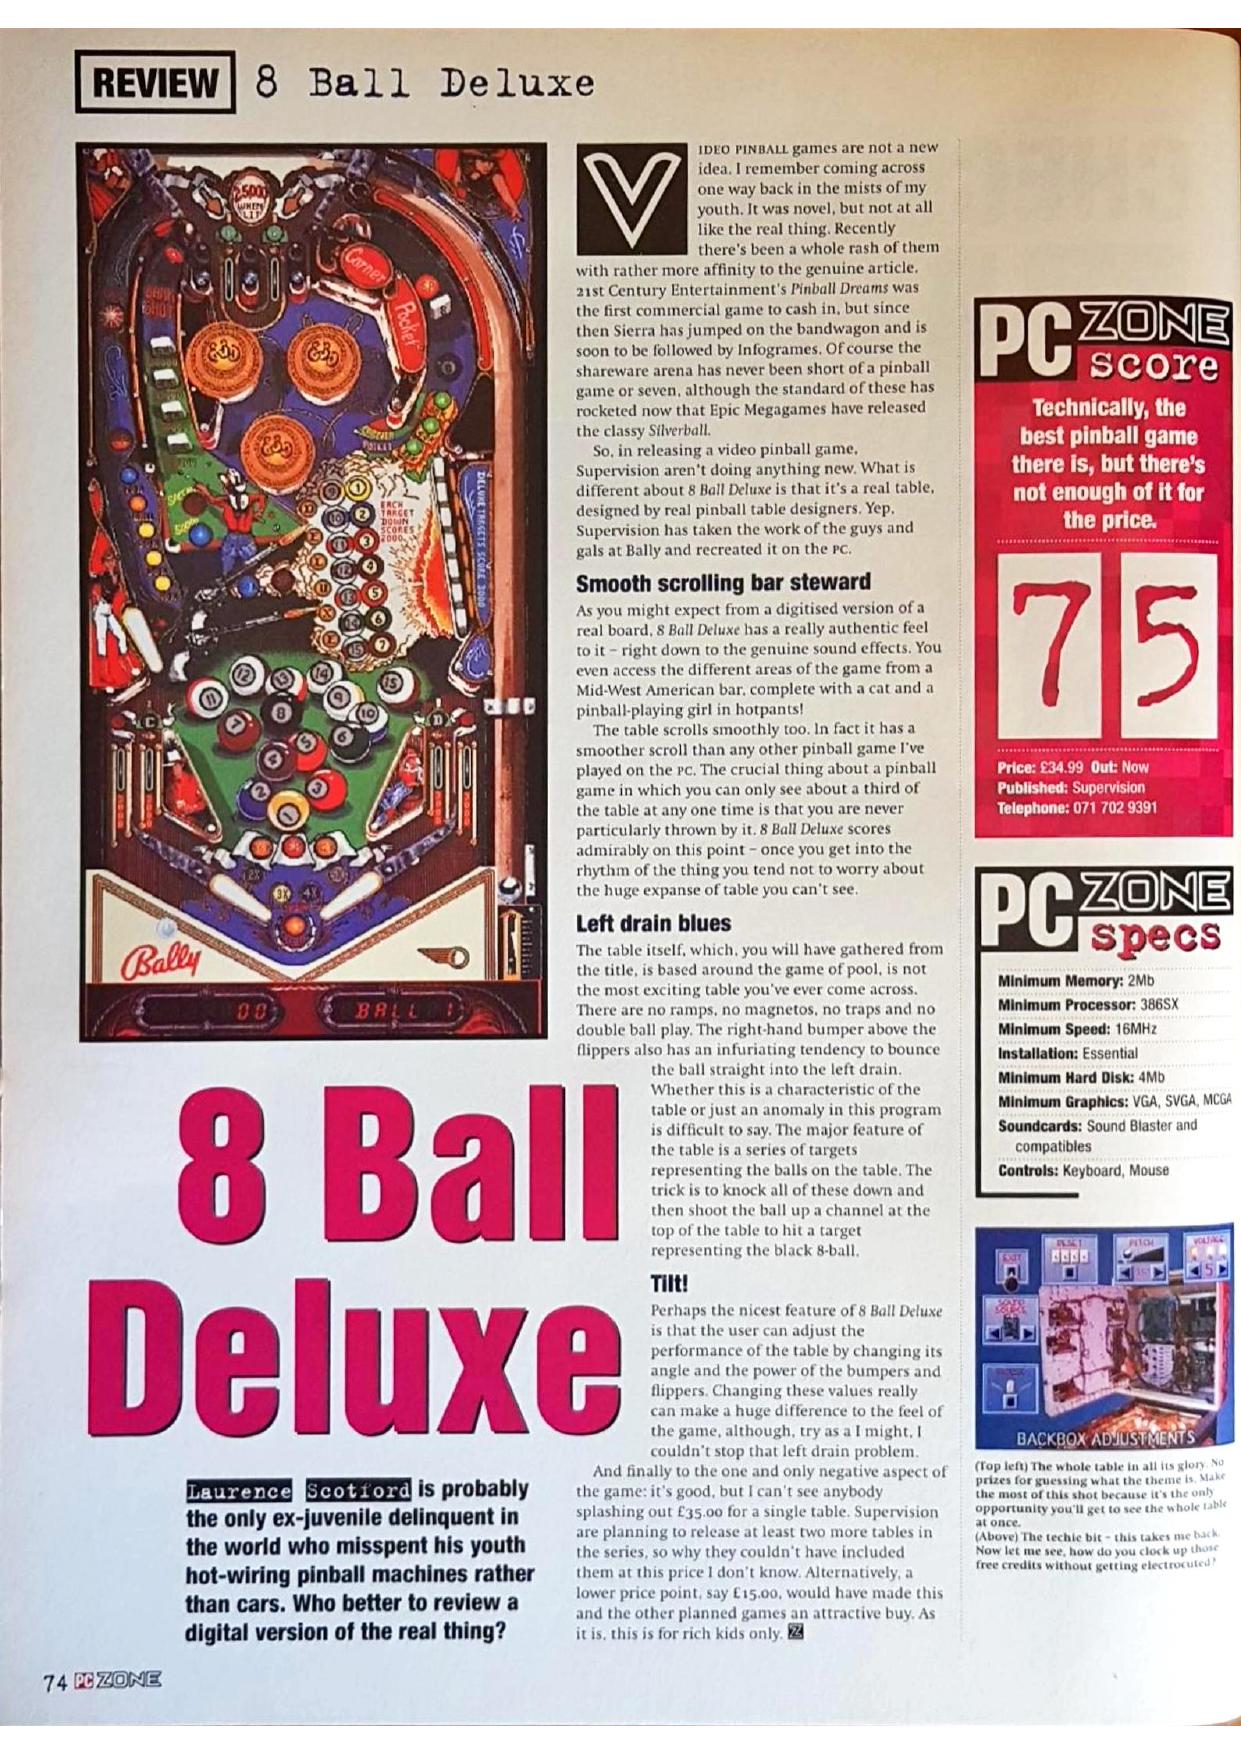 REVIEW 8 Ball Deluxe
25000
WHEN
LIT
BANK
SHOT
Corner
Pocket
EBD
EBD
EBD
DELUXE TARGETS SCORE 2000
EACH
TARGET
DOWN
SCORES
2000
Bally
00 BALL 1
8 Ball
Deluxe
Laurence Scotford is probably
the only ex-juvenile delinquent in
the world who misspent his youth
hot-wiring pinball machines rather
than cars. Who better to review a
digital version of the real thing?
VIDEO PINBALL games are not a new
idea. I remember coming across
one way back in the mists of my
youth. It was novel, but not at all
like the real thing. Recently
there's been a whole rash of them
with rather more affinity to the genuine article.
21st Century Entertainment's Pinball Dreams was
the first commercial game to cash in, but since
then Sierra has jumped on the bandwagon and is
soon to be followed by Infogrames. Of course the
shareware arena has never been short of a pinball
game or seven, although the standard of these has
rocketed now that Epic Megagames have released
the classy Silverball.
So, in releasing a video pinball game,
Supervision aren't doing anything new. What is
different about 8 Ball Deluxe is that it's a real table,
designed by real pinball table designers. Yep,
Supervision has taken the work of the guys and
gals at Bally and recreated it on the PC.
Smooth scrolling bar steward
As you might expect from a digitised version of a
real board, 8 Ball Deluxe has a really authentic feel
to it – right down to the genuine sound effects. You
even access the different areas of the game from a
Mid-West American bar, complete with a cat and a
pinball-playing girl in hotpants!
The table scrolls smoothly too. In fact it has a
smoother scroll than any other pinball game I've
played on the PC. The crucial thing about a pinball
game in which you can only see about a third of
the table at any one time is that you are never
particularly thrown by it. 8 Ball Deluxe scores
admirably on this point – once you get into the
rhythm of the thing you tend not to worry about
the huge expanse of table you can't see.
Left drain blues
The table itself, which, you will have gathered from
the title, is based around the game of pool, is not
the most exciting table you've ever come across.
There are no ramps, no magnetos, no traps and no
double ball play. The right-hand bumper above the
flippers also has an infuriating tendency to bounce
the ball straight into the left drain.
Whether this is a characteristic of the
table or just an anomaly in this program
is difficult to say. The major feature of
the table is a series of targets
representing the balls on the table. The
trick is to knock all of these down and
then shoot the ball up a channel at the
top of the table to hit a target
representing the black 8-ball.
Tilt!
Perhaps the nicest feature of 8 Ball Deluxe
is that the user can adjust the
performance of the table by changing its
angle and the power of the bumpers and
flippers. Changing these values really
can make a huge difference to the feel of
the game, although, try as I might, I
couldn't stop that left drain problem.
And finally to the one and only negative aspect of
the game: it's good, but I can't see anybody
splashing out £35.00 for a single table. Supervision
are planning to release at least two more tables in
the series, so why they couldn't have included
them at this price I don't know. Alternatively, a
lower price point, say £15.00, would have made this
and the other planned games an attractive buy. As
it is, this is for rich kids only.
PC ZONE
score
Technically, the
best pinball game
there is, but there's
not enough of it for
the price.
75
Price: £34.99 Out: Now
Published: Supervision
Telephone: 071 702 9391
PC ZONE
specs
Minimum Memory: 2Mb
Minimum Processor: 386SX
Minimum Speed: 16MHz
Installation: Essential
Minimum Hard Disk: 4Mb
Minimum Graphics: VGA, SVGA, MCGA
Soundcards: Sound Blaster and
compatibles
Controls: Keyboard, Mouse
EXIT RESET PITCH VOLTAGE
5
SOUND
SOURCE
BACKBOX ADJUSTMENTS
(Top left) The whole table in all its glory. No
prizes for guessing what the theme is. Make
the most of this shot because it's the only
opportunity you'll get to see the whole table
at once.
(Above) The techie bit – this takes me back.
Now let me see, how do you clock up those
free credits without getting electrocuted?
74 PC ZONE